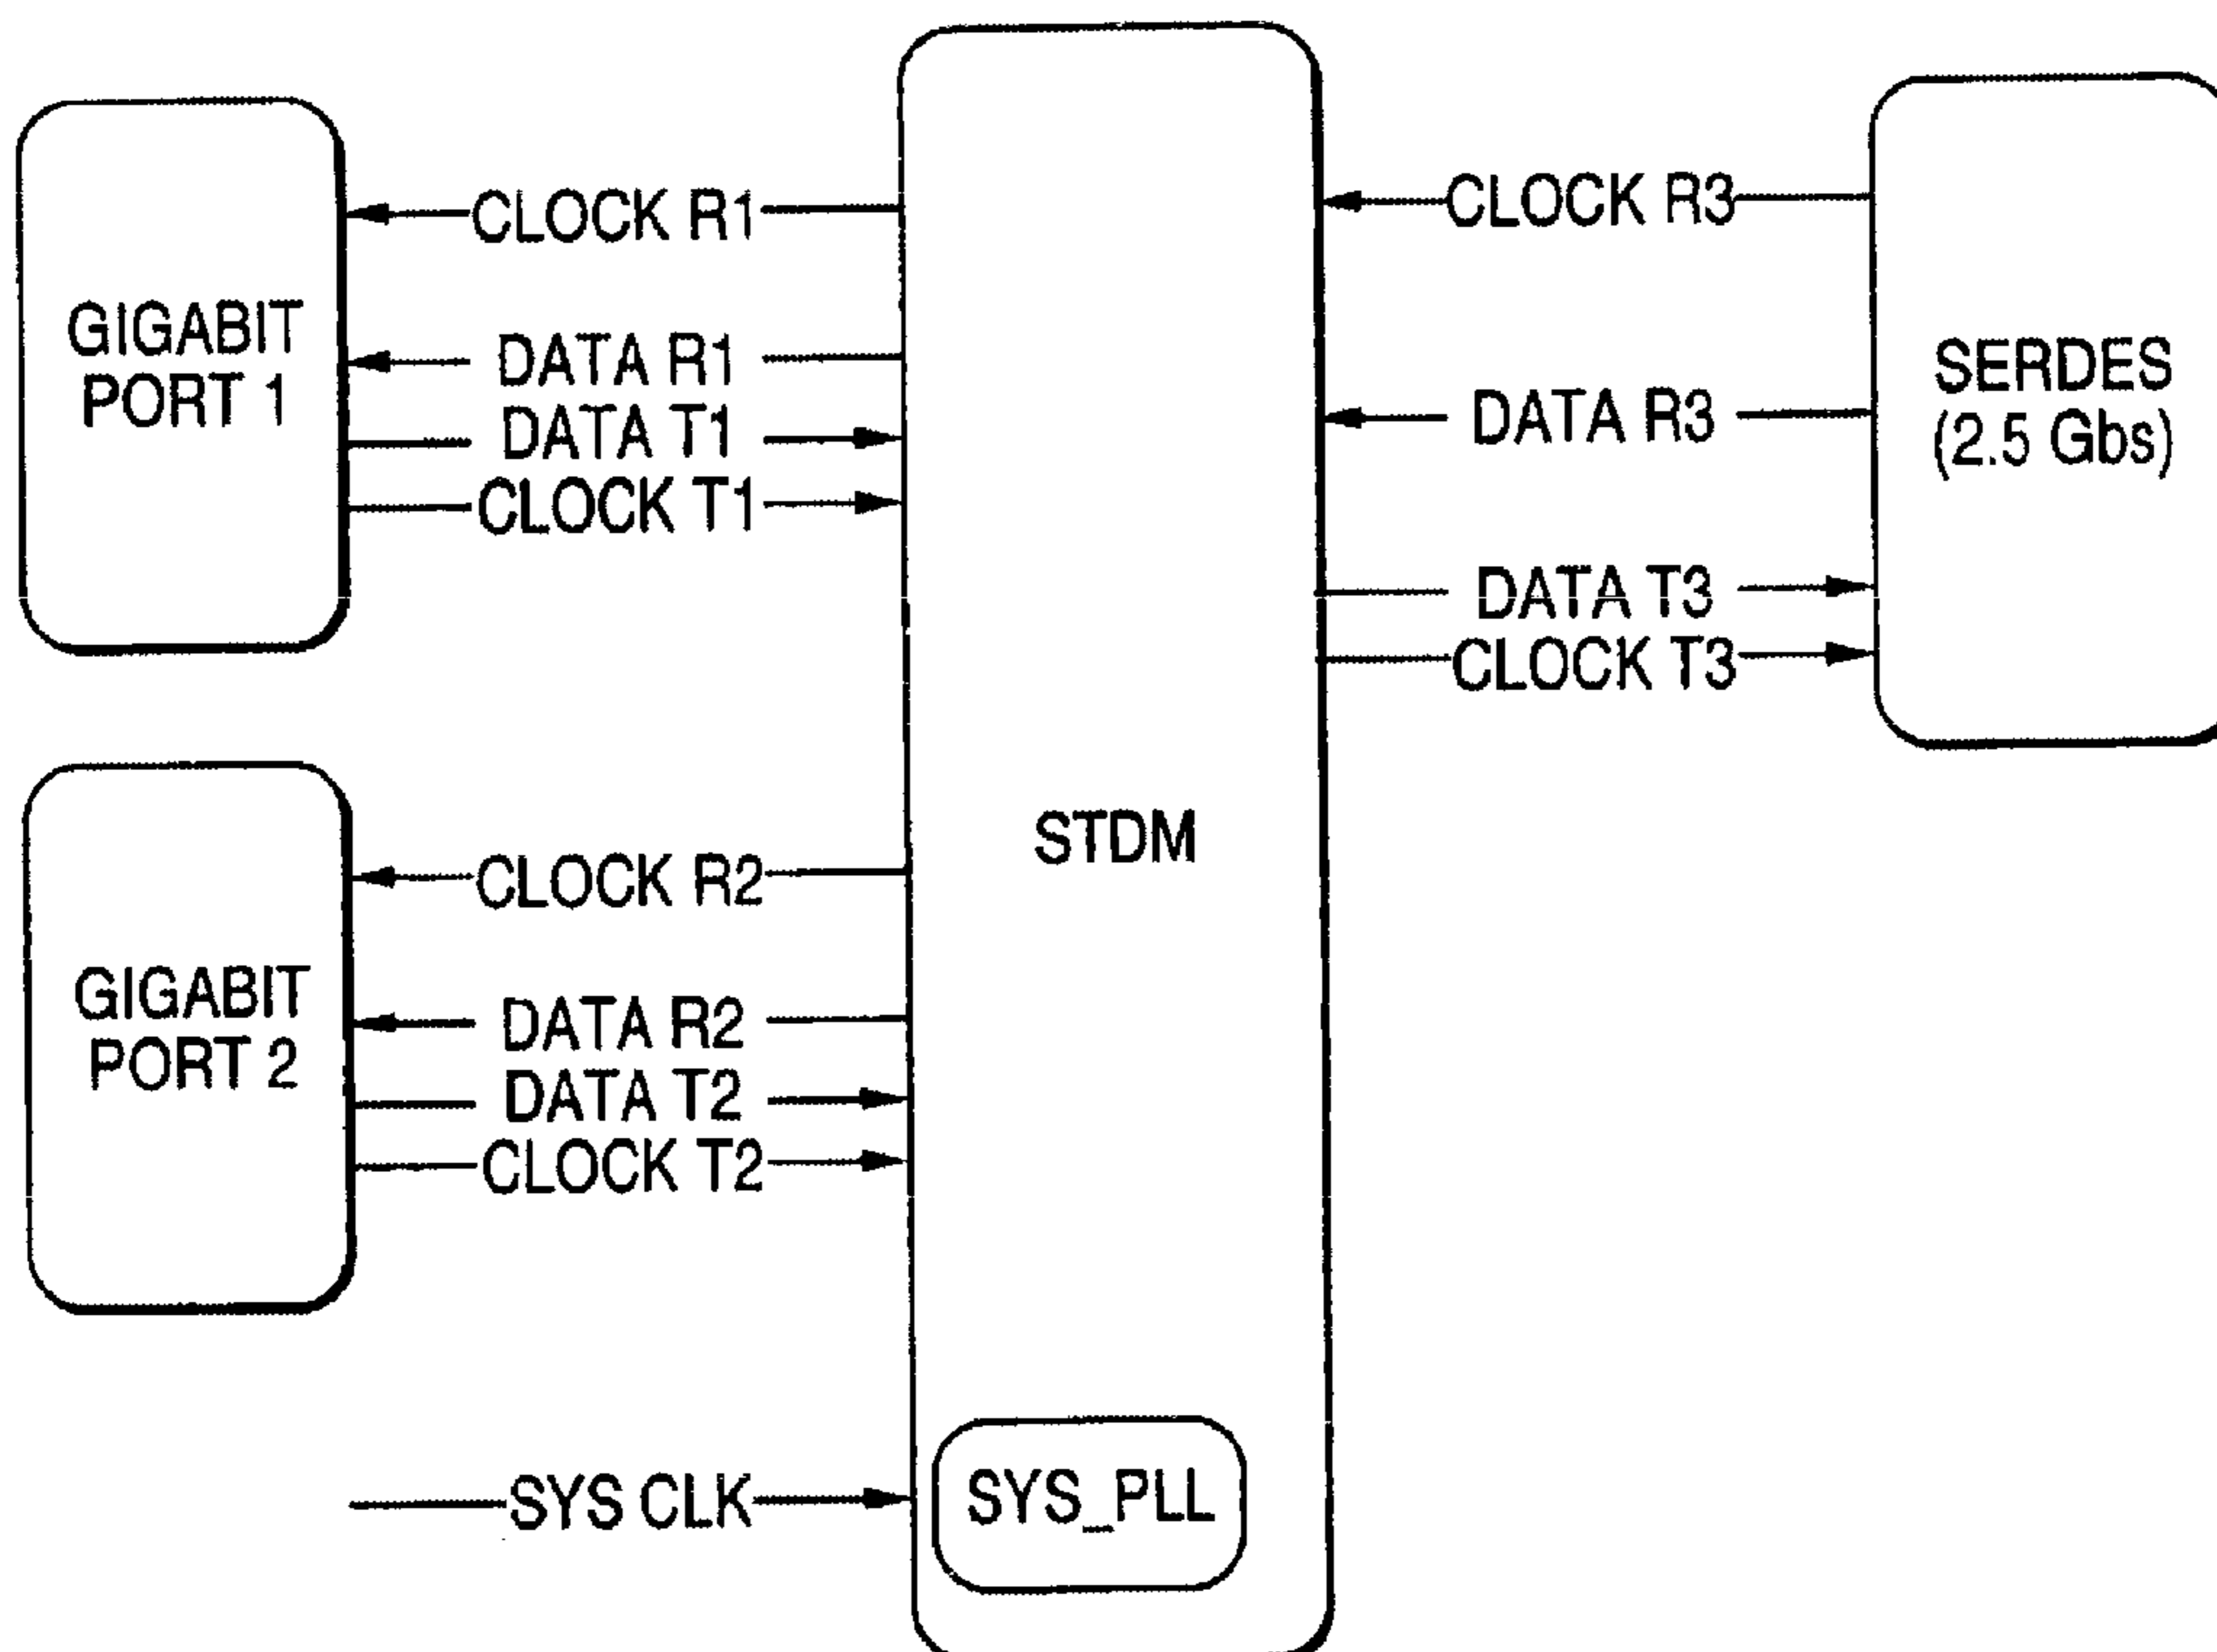 GIGABIT
PORT 1
CLOCK R1
DATA R1
DATA T1
CLOCK T1
GIGABIT
PORT 2
CLOCK R2
DATA R2
DATA T2
CLOCK T2
SYS CLK
STDM
SYS_PLL
CLOCK R3
DATA R3
DATA T3
CLOCK T3
SERDES
(2.5 Gbs)